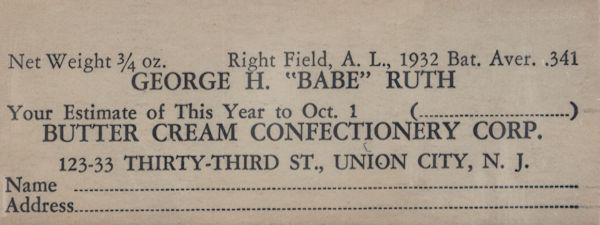 Net Weight ¾ oz. Right Field, A. L., 1932 Bat. Aver. .341
GEORGE H. "BABE" RUTH
Your Estimate of This Year to Oct. 1 (..............................)
BUTTER CREAM CONFECTIONERY CORP.
123-33 THIRTY-THIRD ST., UNION CITY, N. J.
Name ..............................
Address..............................